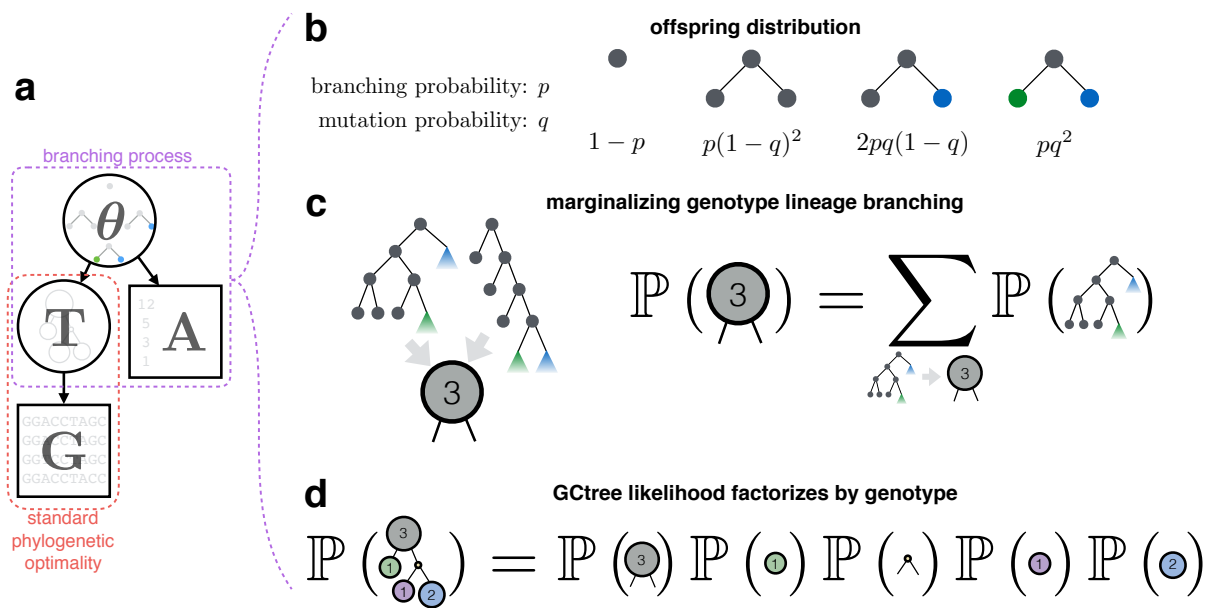 a
branching process
θ
T
12
5
3
1
A
GGACCTAGC
GGACCTAGC
GGTCCTAGC
GGACCTACC
G
standard
phylogenetic
optimality
b
offspring distribution
branching probability: p
mutation probability: q
1 − p
p(1 − q)²
2pq(1 − q)
pq²
c
marginalizing genotype lineage branching
3
ℙ ( 3 ) = ∑ ℙ ( )
3
d
GCtree likelihood factorizes by genotype
ℙ ( 3 1 1 2 ) = ℙ ( 3 ) ℙ ( 1 ) ℙ ( ) ℙ ( 1 ) ℙ ( 2 )